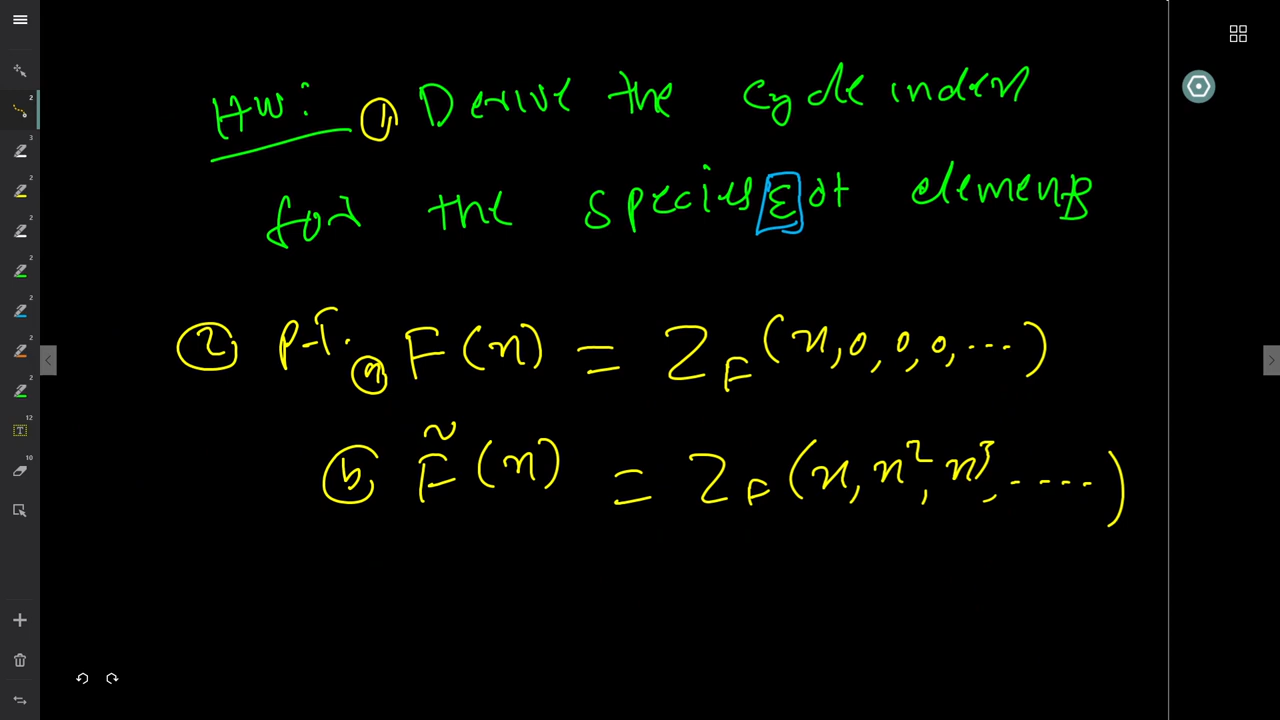 HW: ① Derive the cycle index
for the species ε of elements
② P.T. ⓐ F(x) = Z_F(x, 0, 0, 0, ...)
ⓑ F̃(x) = Z_F(x, x², x³, ....)